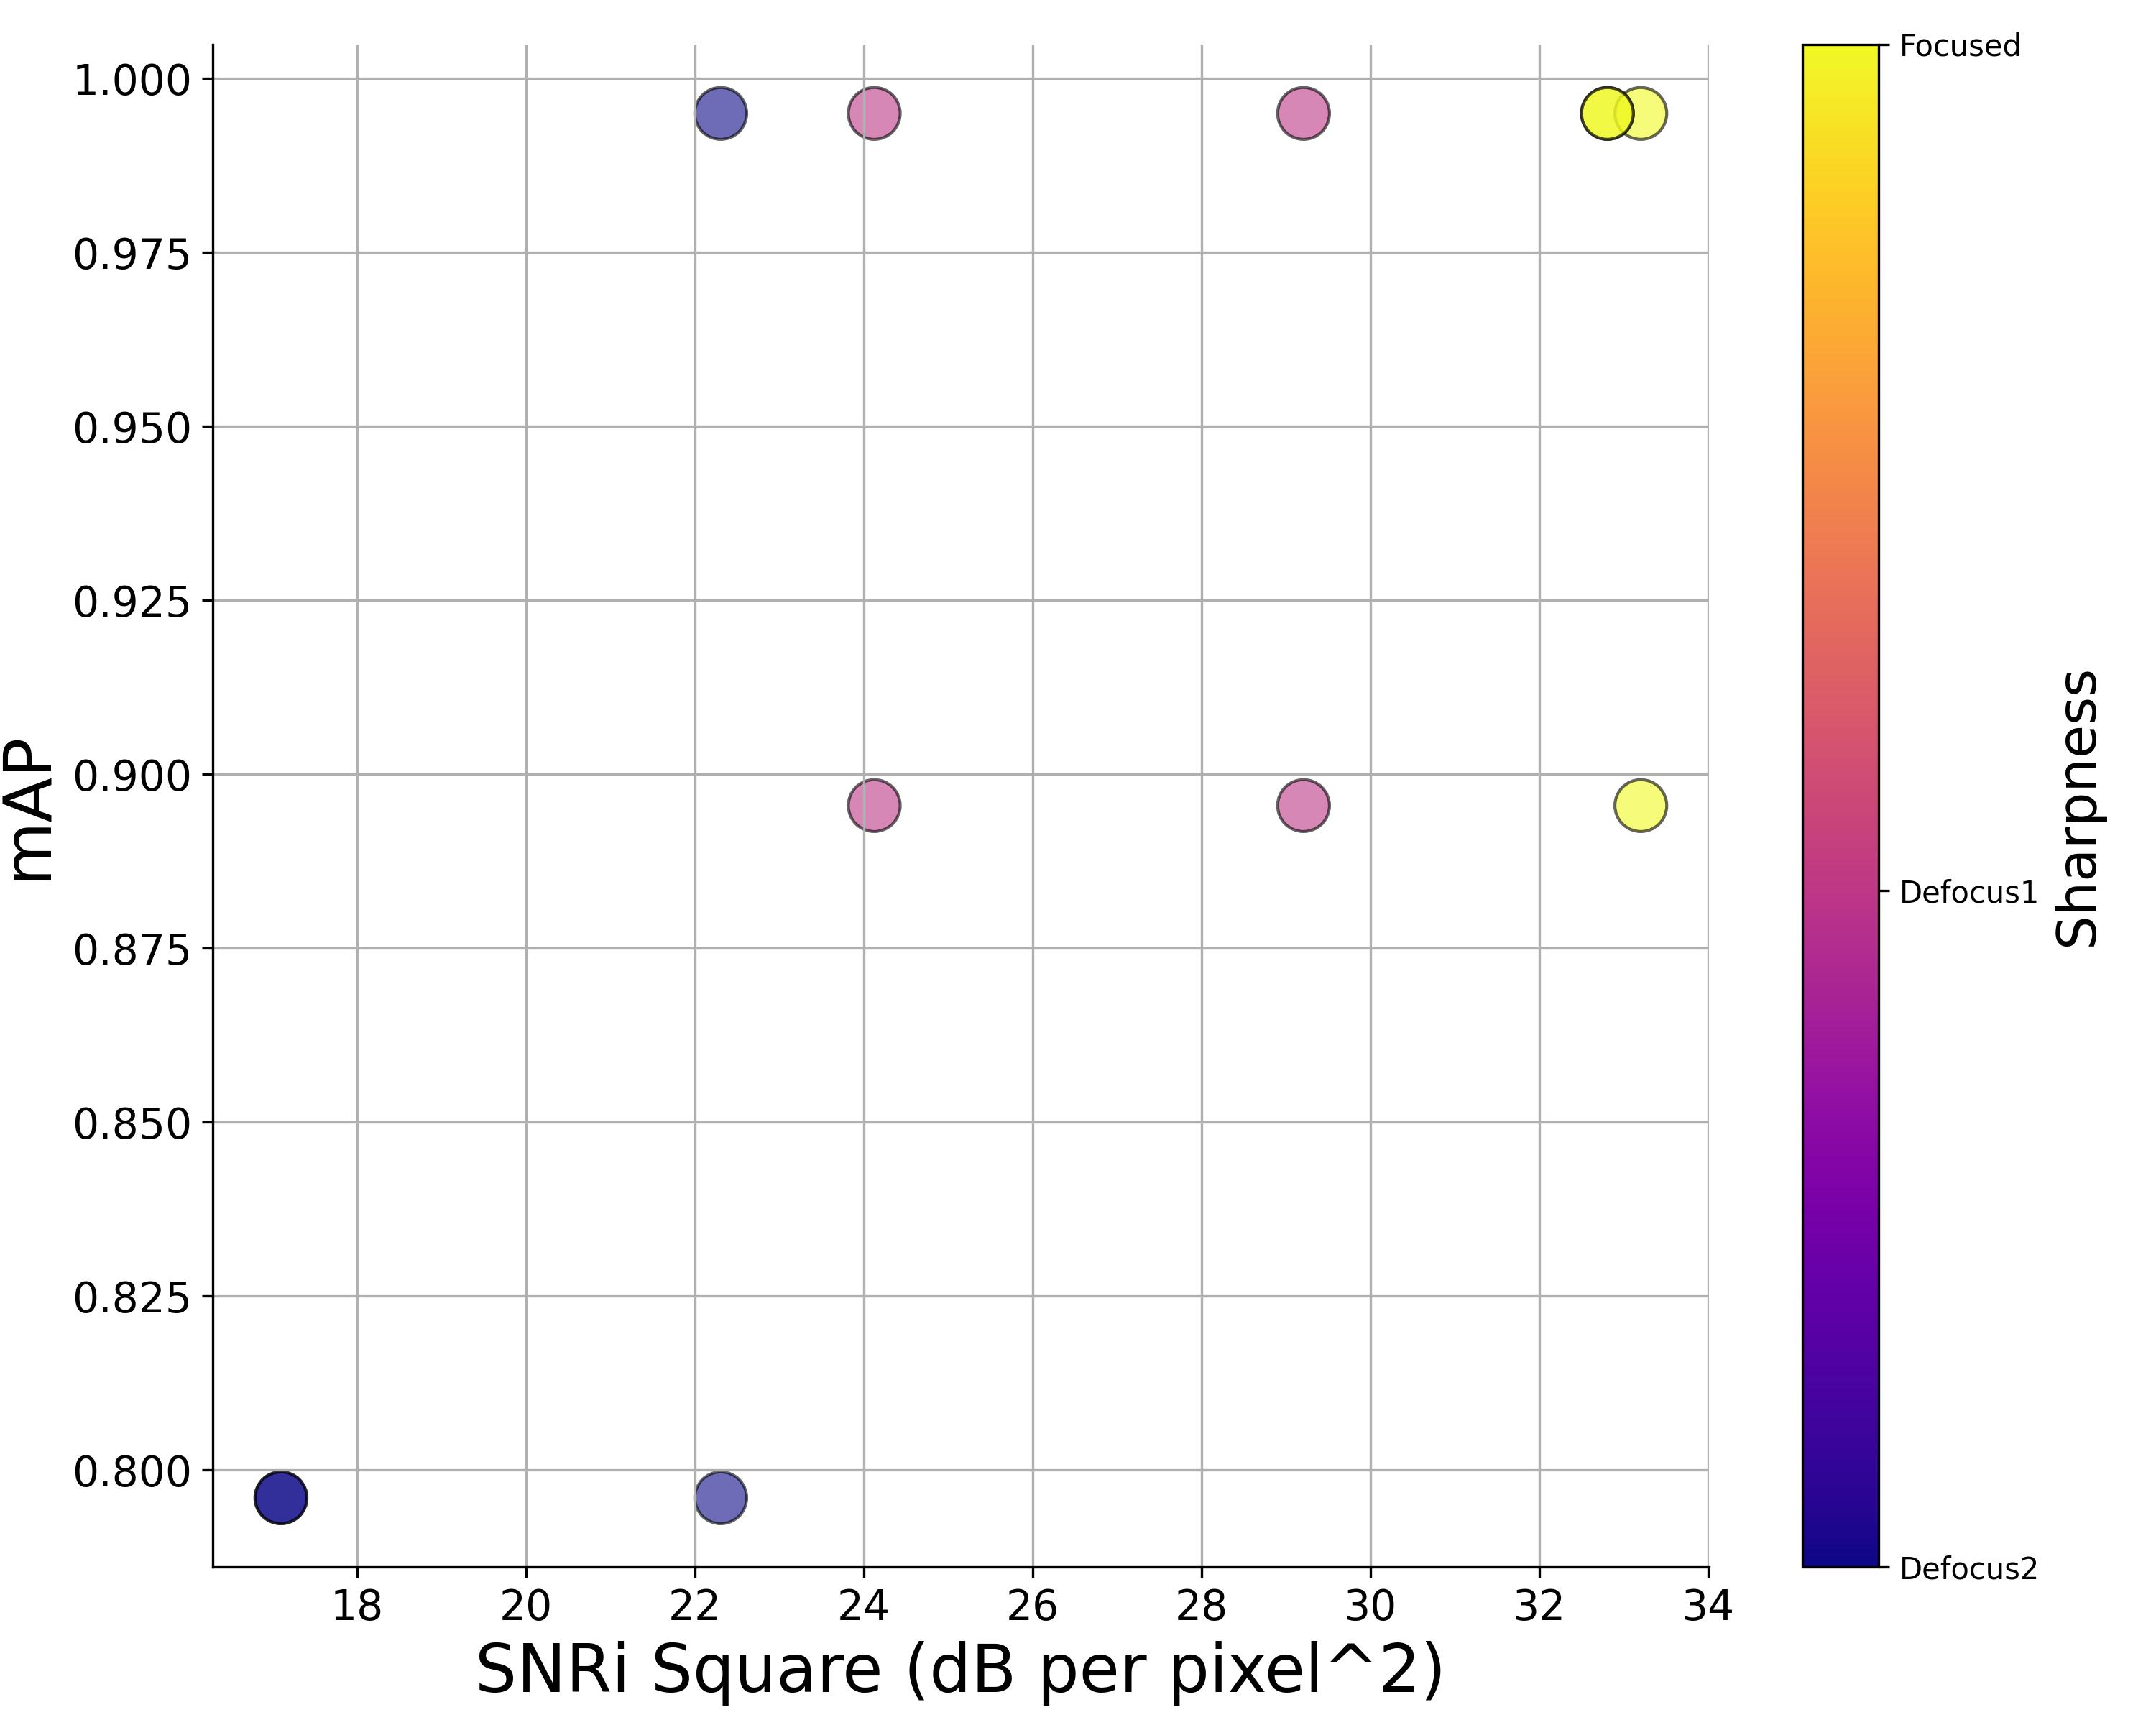 1.000
0.975
0.950
0.925
0.900
0.875
0.850
0.825
0.800
mAP
18 20 22 24 26 28 30 32 34
SNRi Square (dB per pixel^2)
Focused
Defocus1
Defocus2
Sharpness